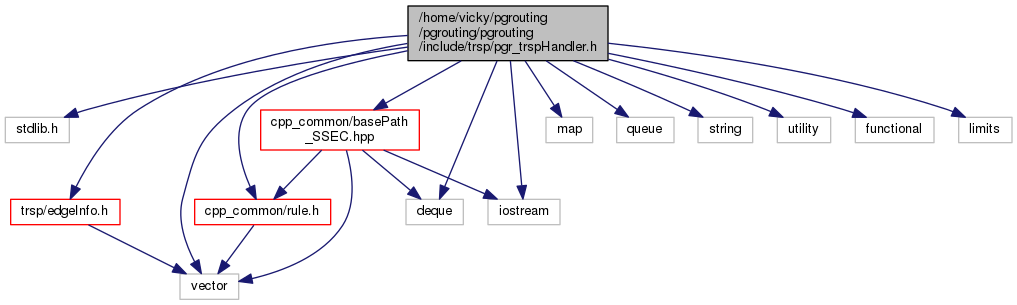 /home/vicky/pgrouting
/pgrouting/pgrouting
/include/trsp/pgr_trspHandler.h
stdlib.h
cpp_common/basePath
_SSEC.hpp
map
queue
string
utility
functional
limits
trsp/edgeInfo.h
cpp_common/rule.h
deque
iostream
vector